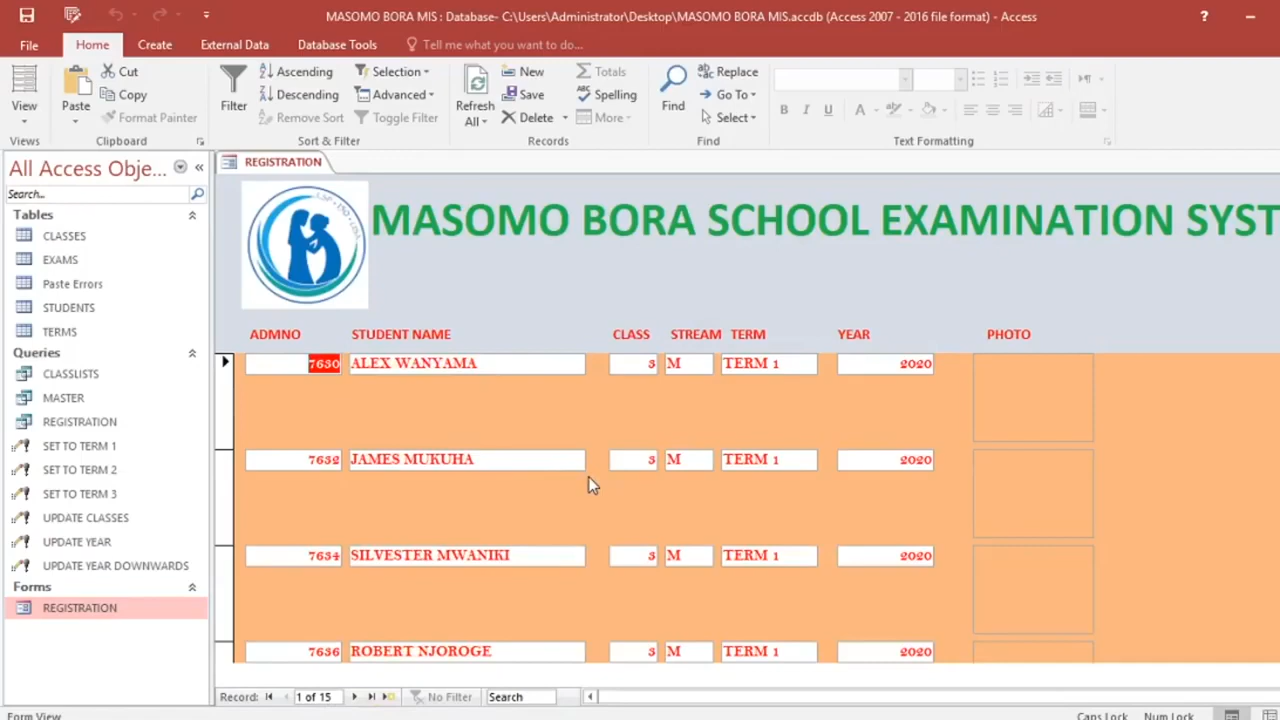 MASOMO BORA MIS : Database- C:\Users\Administrator\Desktop\MASOMO BORA MIS.accdb (Access 2007 - 2016 file format) - Access
?
File Home Create External Data Database Tools Tell me what you want to do...
View
Views
Paste
Cut
Copy
Format Painter
Clipboard
Filter
Ascending
Descending
Remove Sort
Selection
Advanced
Toggle Filter
Sort & Filter
Refresh
All
New
Save
Delete
Totals
Spelling
More
Records
Find
Replace
Go To
Select
Find
B I U A
Text Formatting
All Access Obje... «
Search...
Tables
CLASSES
EXAMS
Paste Errors
STUDENTS
TERMS
Queries
CLASSLISTS
MASTER
REGISTRATION
SET TO TERM 1
SET TO TERM 2
SET TO TERM 3
UPDATE CLASSES
UPDATE YEAR
UPDATE YEAR DOWNWARDS
Forms
REGISTRATION
REGISTRATION
MASOMO BORA SCHOOL EXAMINATION SYST
ADMNO STUDENT NAME CLASS STREAM TERM YEAR PHOTO
7630 ALEX WANYAMA 3 M TERM 1 2020
7632 JAMES MUKUHA 3 M TERM 1 2020
7634 SILVESTER MWANIKI 3 M TERM 1 2020
7636 ROBERT NJOROGE 3 M TERM 1 2020
Record: 1 of 15 No Filter Search
Form View Caps Lock Num Lock